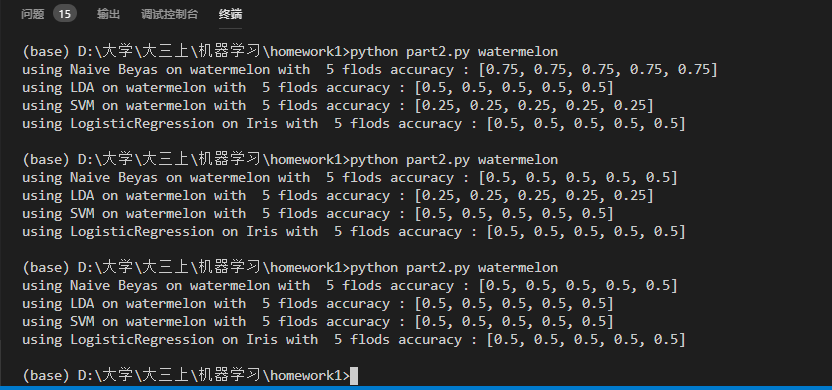 问题 15 输出 调试控制台 终端
(base) D:\大学\大三上\机器学习\homework1>python part2.py watermelon
using Naive Beyas on watermelon with  5 flods accuracy : [0.75, 0.75, 0.75, 0.75, 0.75]
using LDA on watermelon with  5 flods accuracy : [0.5, 0.5, 0.5, 0.5, 0.5]
using SVM on watermelon with  5 flods accuracy : [0.25, 0.25, 0.25, 0.25, 0.25]
using LogisticRegression on Iris with  5 flods accuracy : [0.5, 0.5, 0.5, 0.5, 0.5]
(base) D:\大学\大三上\机器学习\homework1>python part2.py watermelon
using Naive Beyas on watermelon with  5 flods accuracy : [0.5, 0.5, 0.5, 0.5, 0.5]
using LDA on watermelon with  5 flods accuracy : [0.25, 0.25, 0.25, 0.25, 0.25]
using SVM on watermelon with  5 flods accuracy : [0.5, 0.5, 0.5, 0.5, 0.5]
using LogisticRegression on Iris with  5 flods accuracy : [0.5, 0.5, 0.5, 0.5, 0.5]
(base) D:\大学\大三上\机器学习\homework1>python part2.py watermelon
using Naive Beyas on watermelon with  5 flods accuracy : [0.5, 0.5, 0.5, 0.5, 0.5]
using LDA on watermelon with  5 flods accuracy : [0.5, 0.5, 0.5, 0.5, 0.5]
using SVM on watermelon with  5 flods accuracy : [0.5, 0.5, 0.5, 0.5, 0.5]
using LogisticRegression on Iris with  5 flods accuracy : [0.5, 0.5, 0.5, 0.5, 0.5]
(base) D:\大学\大三上\机器学习\homework1>